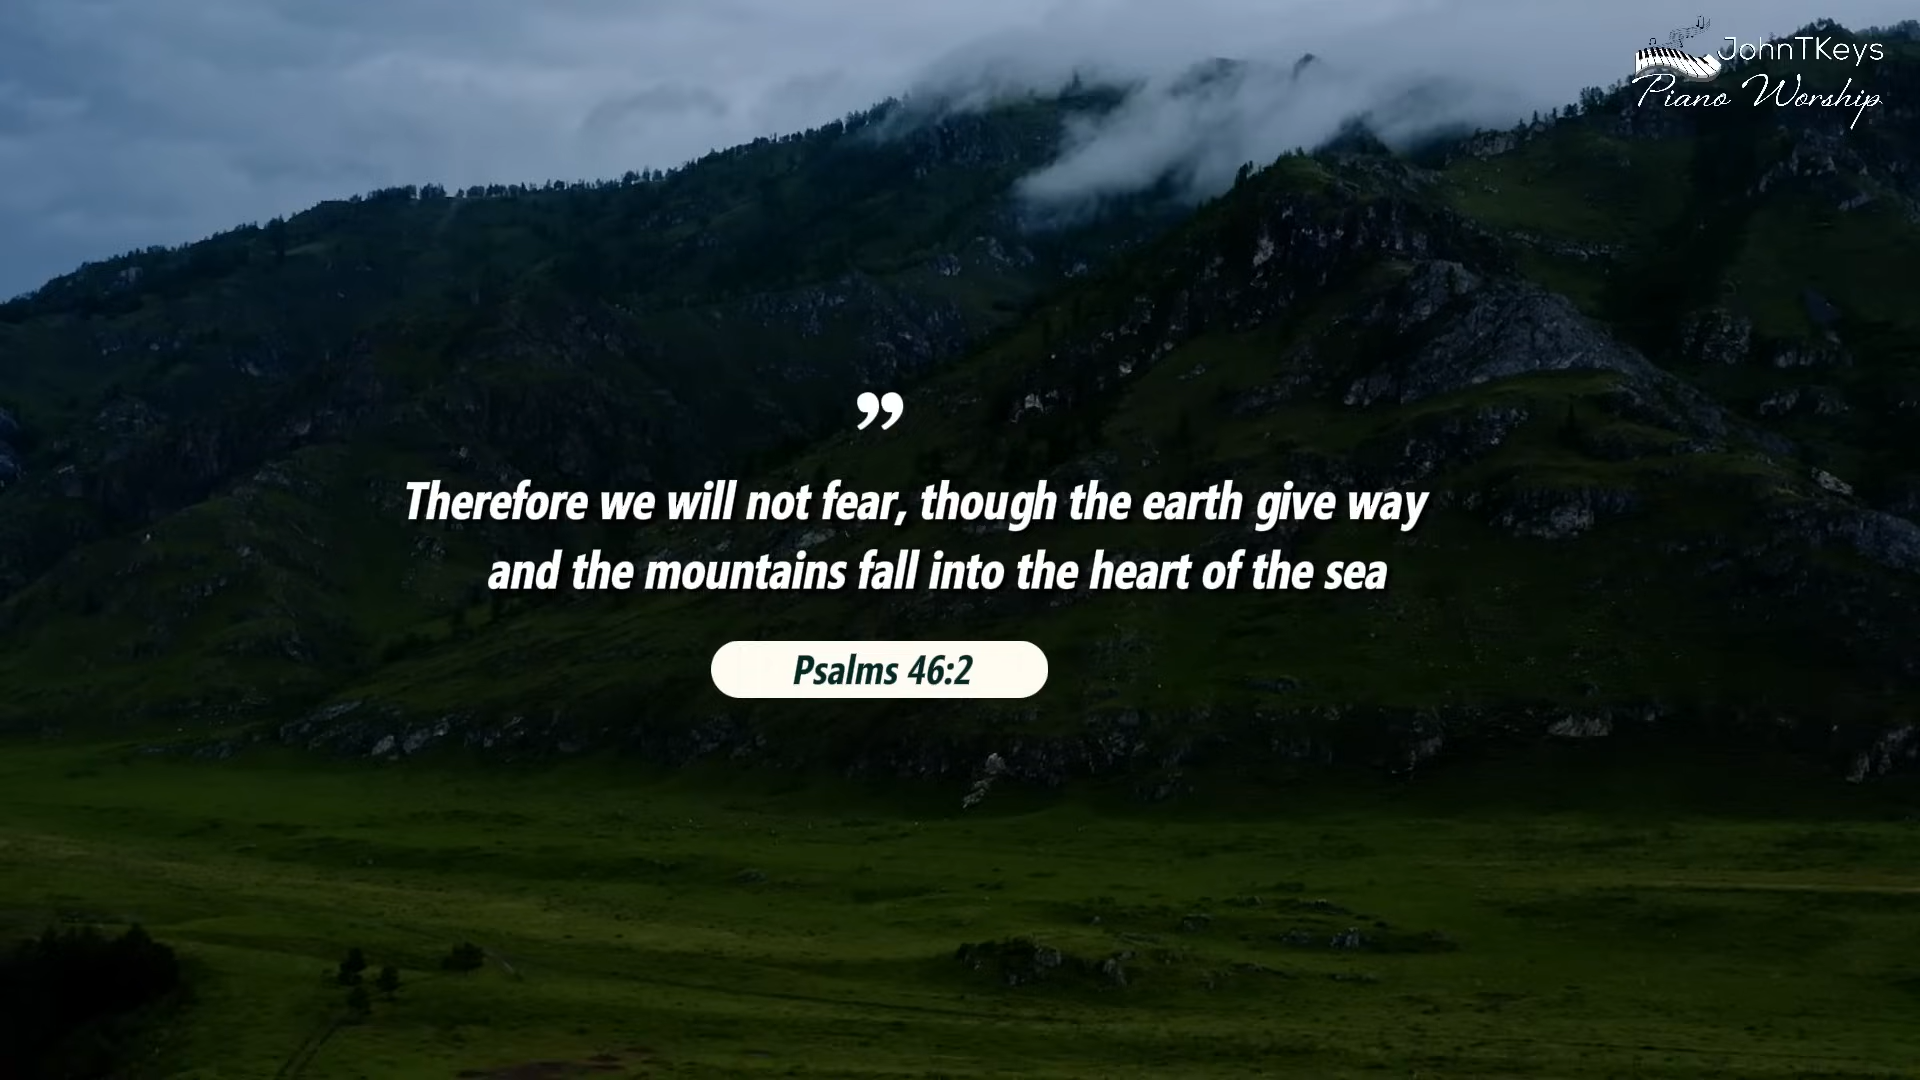 JohnTKeys
Piano Worship
”
Therefore we will not fear, though the earth give way
and the mountains fall into the heart of the sea
Psalms 46:2